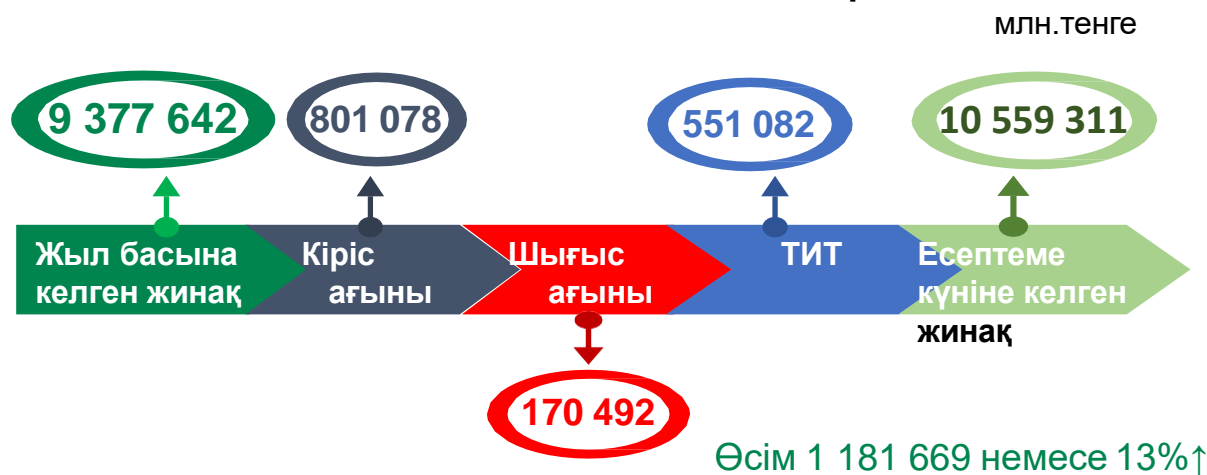 млн.тенге
9 377 642
801 078
551 082
10 559 311
Жыл басына
келген жинақ
Кіріс
ағыны
Шығыс
ағыны
ТИТ
Есептеме
күніне келген
жинақ
170 492
Өсім 1 181 669 немесе 13%↑